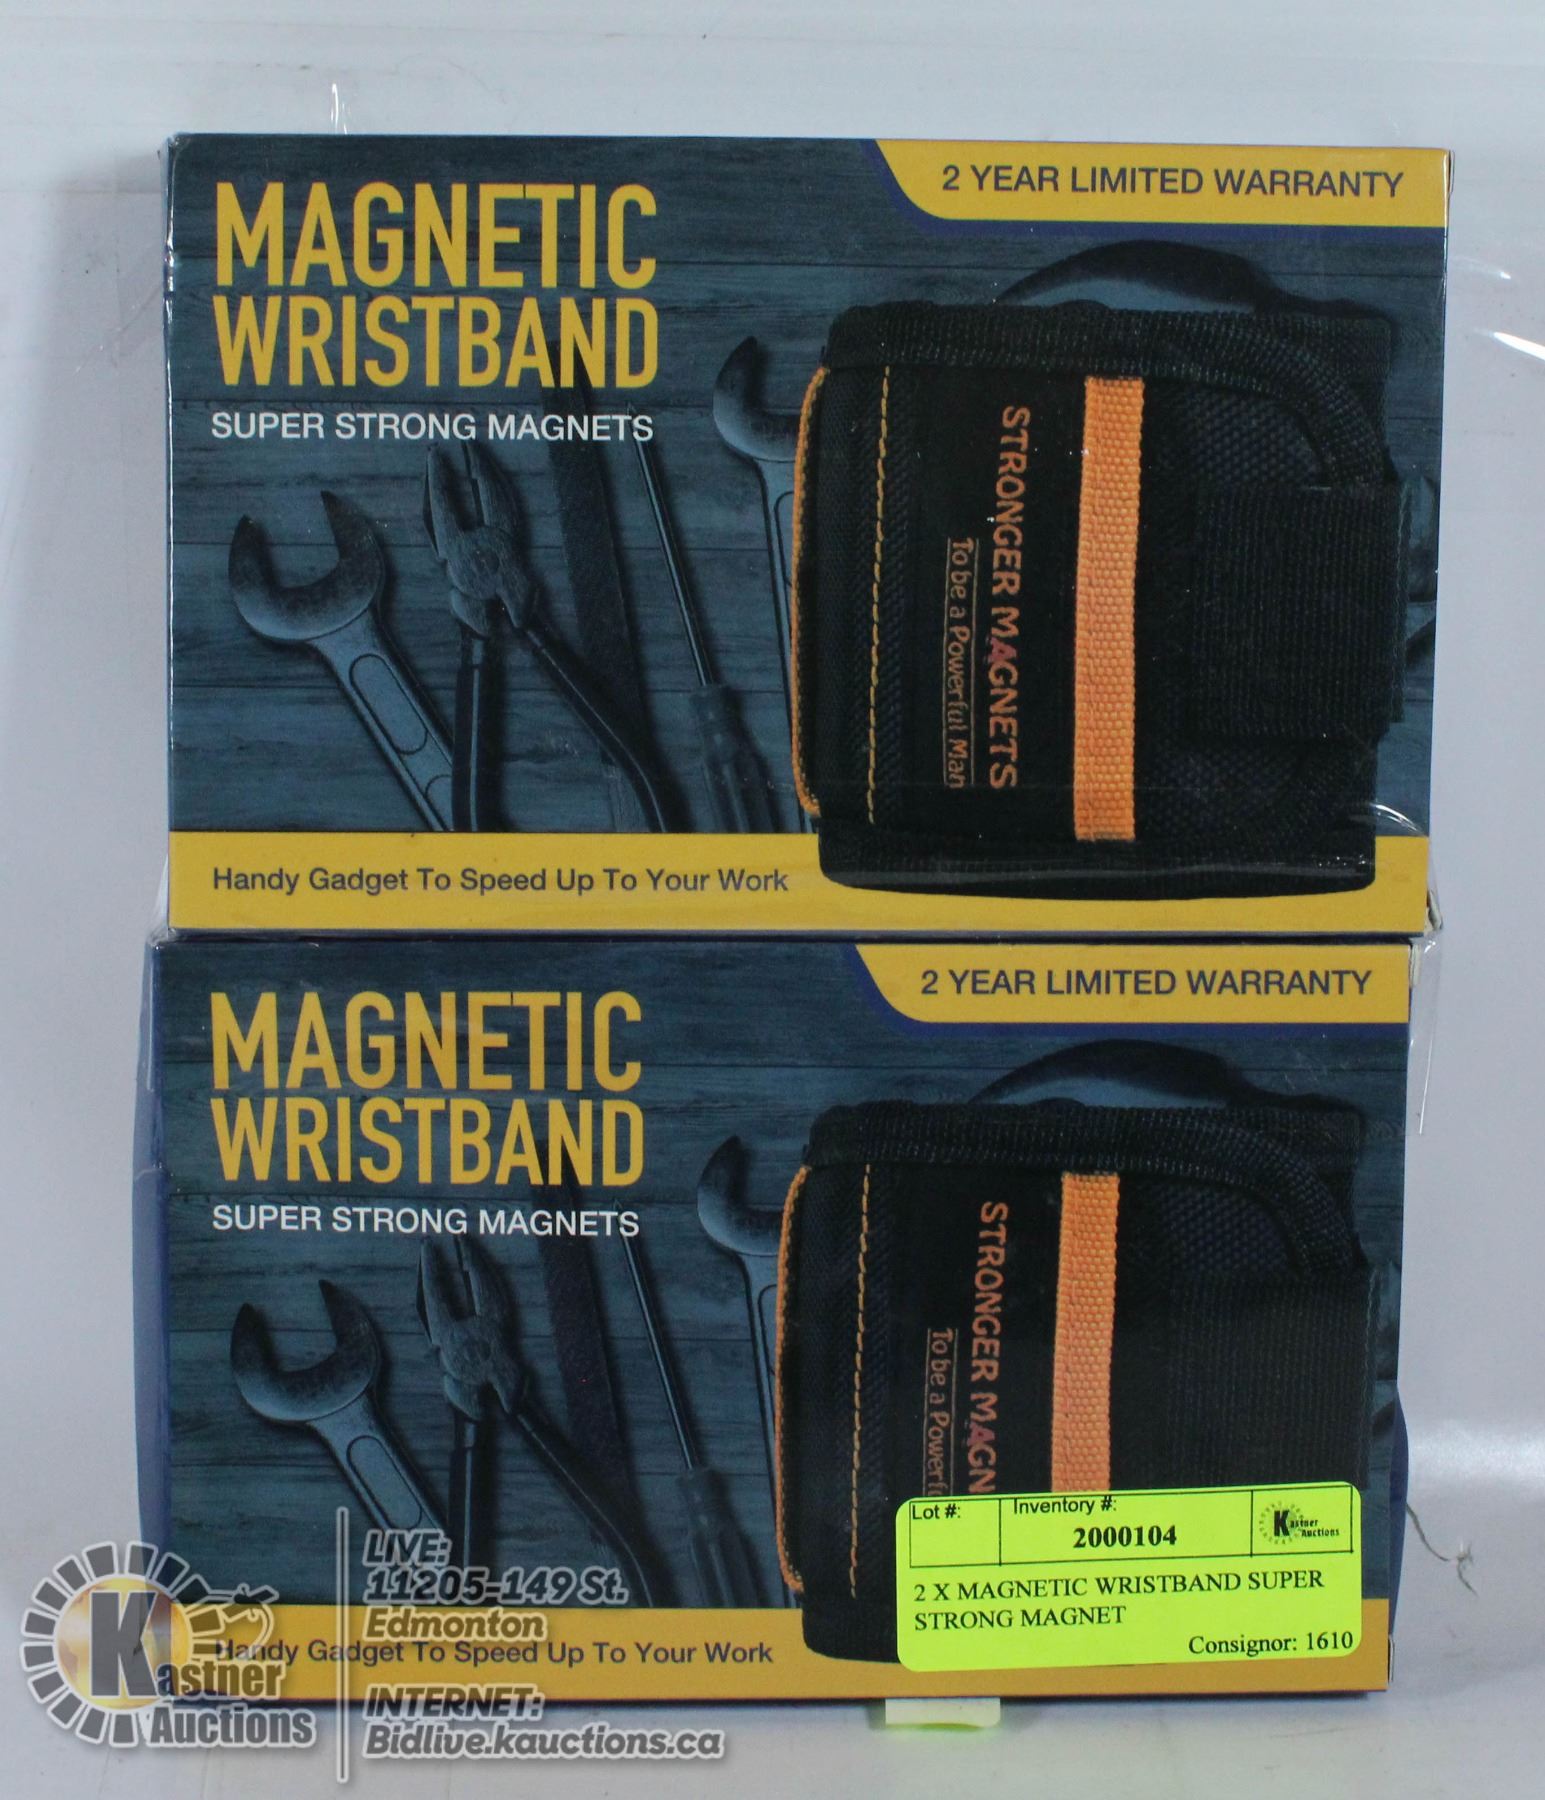 MAGNETIC
WRISTBAND
SUPER STRONG MAGNETS
2 YEAR LIMITED WARRANTY
STRONGER MAGNETS
To be a Powerful Man
Handy Gadget To Speed Up To Your Work
MAGNETIC
WRISTBAND
SUPER STRONG MAGNETS
2 YEAR LIMITED WARRANTY
STRONGER MAGN
To be a Powerf
Handy Gadget To Speed Up To Your Work
Lot #:
Inventory #:
2000104
Kastner
Auctions
2 X MAGNETIC WRISTBAND SUPER
STRONG MAGNET
Consignor: 1610
Kastner
Auctions
LIVE:
11205-149 St.
Edmonton
INTERNET:
Bidlive.kauctions.ca